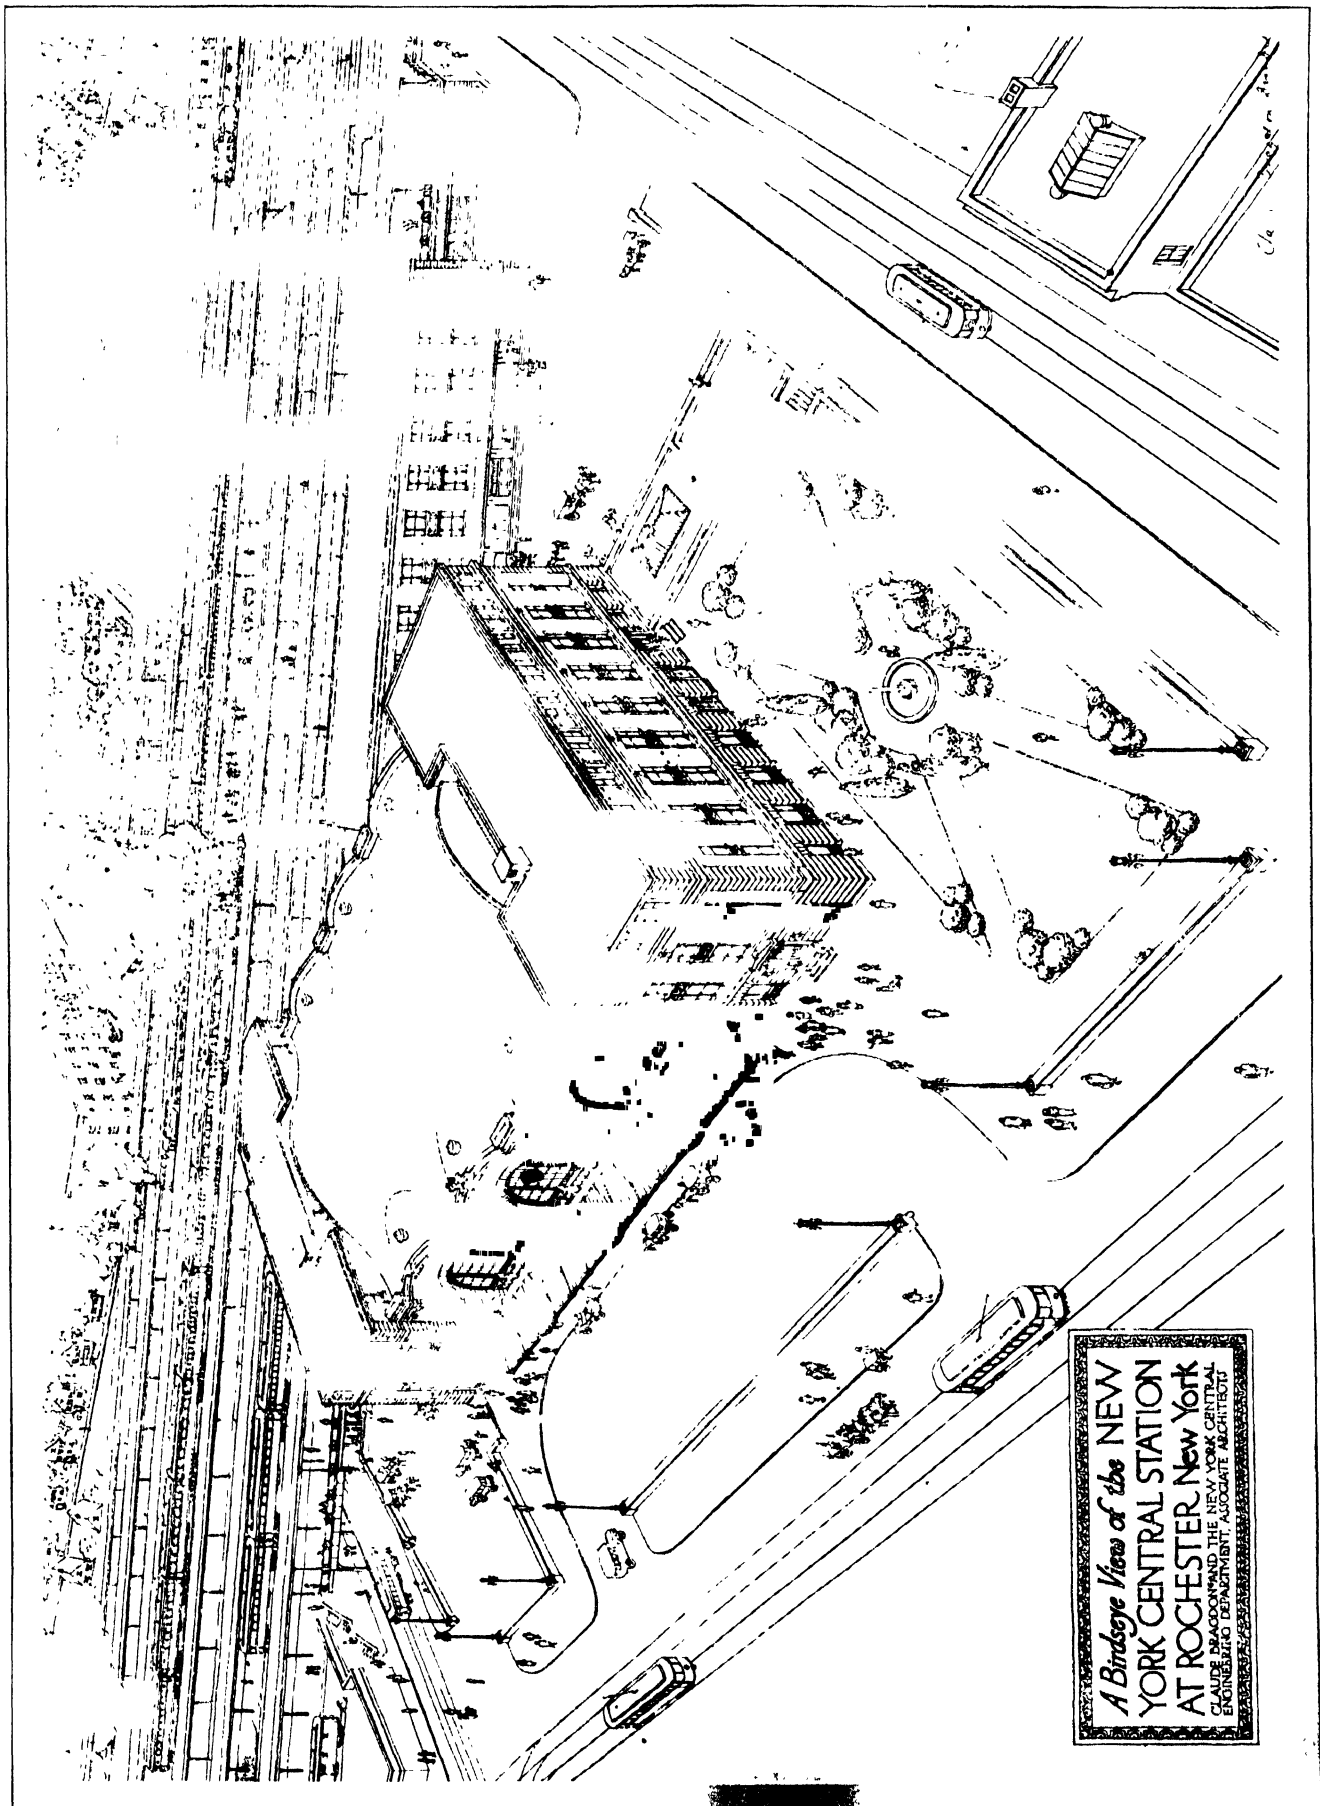 A Birdseye View of the NEW
YORK CENTRAL STATION
AT ROCHESTER New York
CLAUDE BRAGDON AND THE NEW YORK CENTRAL
ENGINEERING DEPARTMENT, ASSOCIATE ARCHITECTS